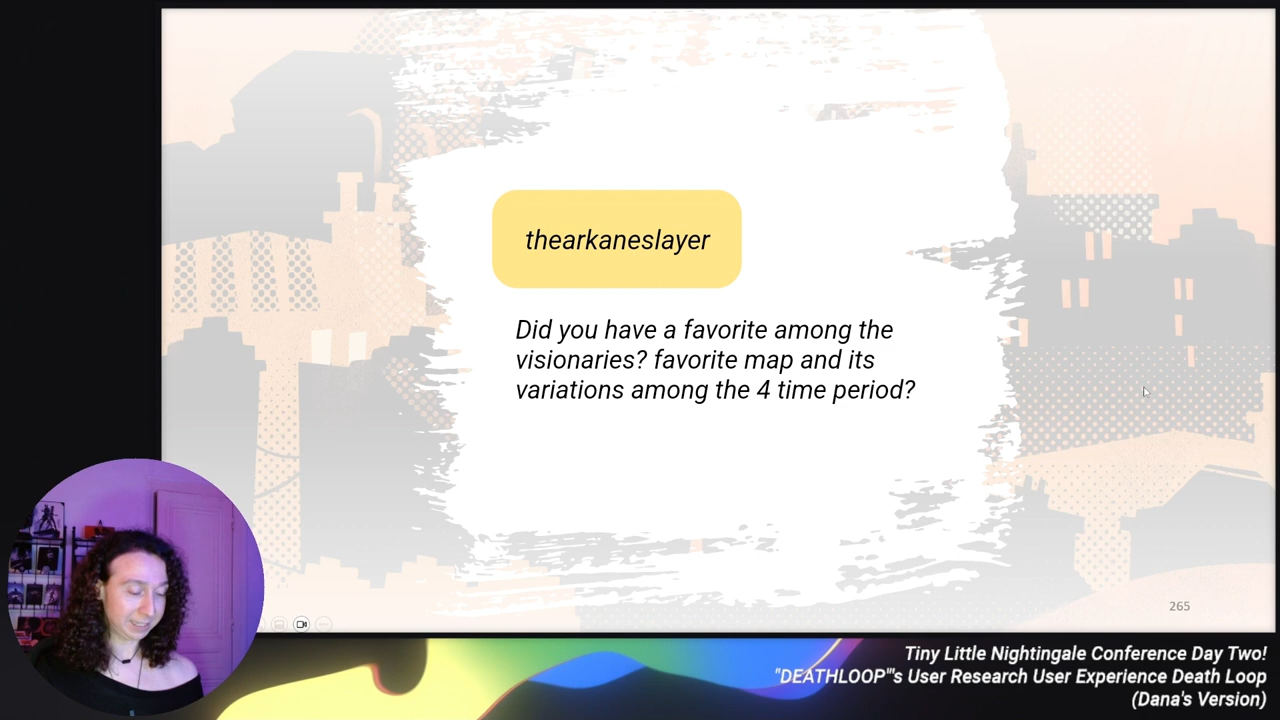 thearkaneslayer
Did you have a favorite among the
visionaries? favorite map and its
variations among the 4 time period?
265
Tiny Little Nightingale Conference Day Two!
"DEATHLOOP"'s User Research User Experience Death Loop
(Dana's Version)